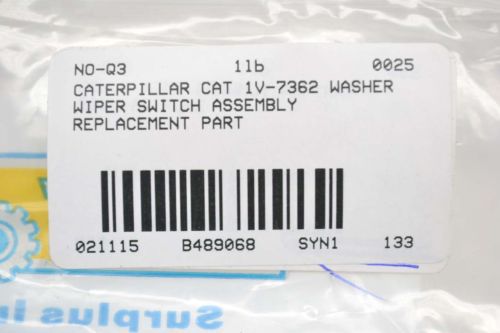 NO-Q3 1lb 0025
CATERPILLAR CAT 1V-7362 WASHER
WIPER SWITCH ASSEMBLY
REPLACEMENT PART
021115 B489068 SYN1 133
Surplus in